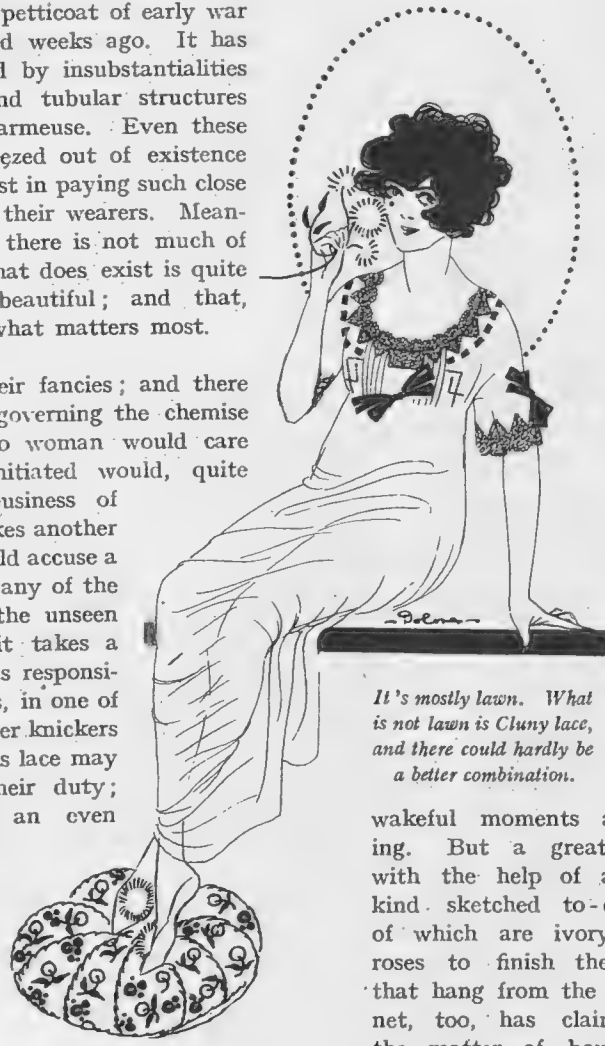 petticoat of early war
d weeks ago. It has
d by insubstantialities
nd tubular structures
armeuse. Even these
ezed out of existence
st in paying such close
their wearers. Mean-
there is not much of
hat does exist is quite
beautiful; and that,
what matters most.
eir fancies; and there
governing the chemise
o woman would care
nitiated would, quite
usiness of
kes another
ld accuse a
any of the
the unseen
it takes a
s responsi-
s, in one of
er knickers
s lace may
heir duty;
an even
It's mostly lawn. What
is not lawn is Cluny lace,
and there could hardly be
a better combination.
wakeful moments a
ing. But a great
with the help of a
kind sketched to-
of which are ivory
roses to finish the
that hang from the
net, too, has clai
the matter of